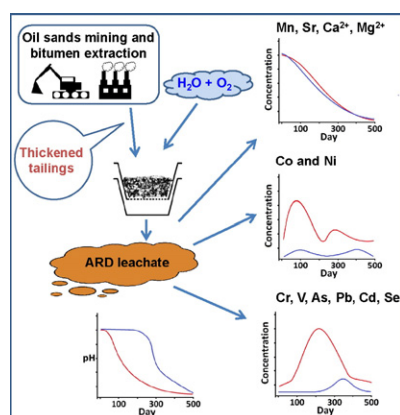 Oil sands mining and
bitumen extraction
H₂O + O₂
Thickened
tailings
ARD leachate
pH
100 300 500
Day
Mn, Sr, Ca²⁺, Mg²⁺
Concentration
100 300 500
Day
Co and Ni
Concentration
100 300 500
Day
Cr, V, As, Pb, Cd, Se
Concentration
100 300 500
Day